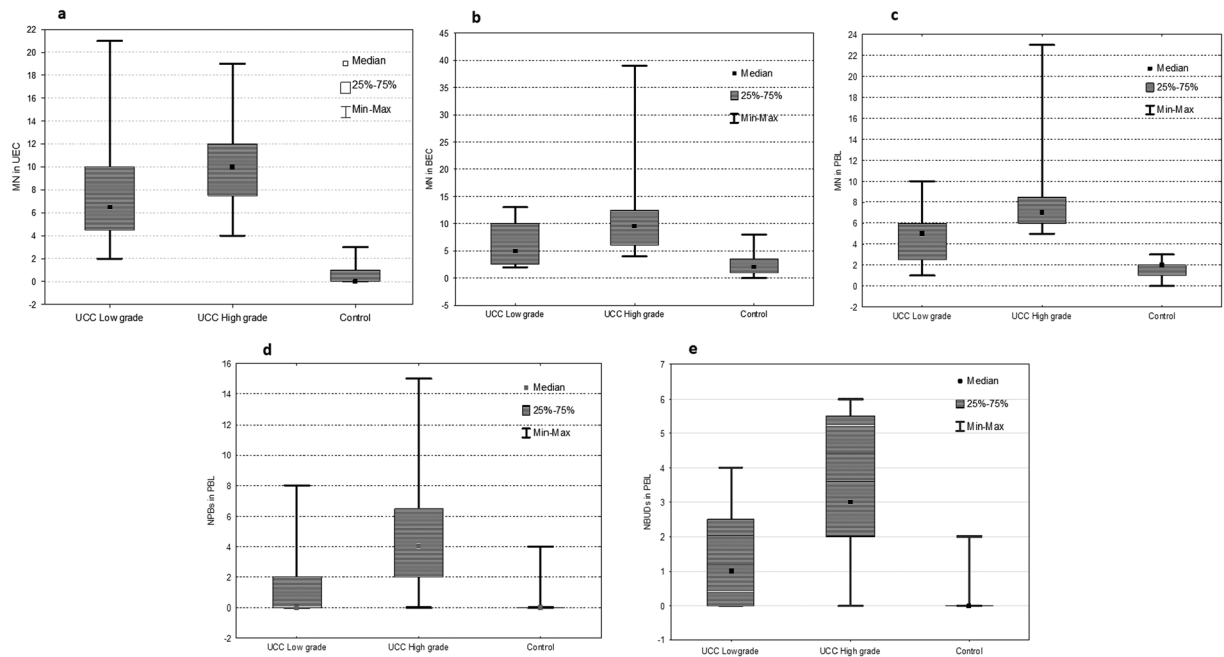 a
MN in UEC
22
20
18
16
14
12
10
8
6
4
2
0
-2
Median
25%-75%
Min-Max
UCC Low grade UCC High grade Control
b
MN in BEC
45
40
35
30
25
20
15
10
5
0
-5
Median
25%-75%
Min-Max
UCC Low grade UCC High grade Control
c
MN in PBL
24
22
20
18
16
14
12
10
8
6
4
2
0
-2
Median
25%-75%
Min-Max
UCC Low grade UCC High grade Control
d
NPBs in PBL
16
14
12
10
8
6
4
2
0
-2
Median
25%-75%
Min-Max
UCC Low grade UCC High grade Control
e
NBUDs in PBL
7
6
5
4
3
2
1
0
-1
Median
25%-75%
Min-Max
UCC Low grade UCC High grade Control